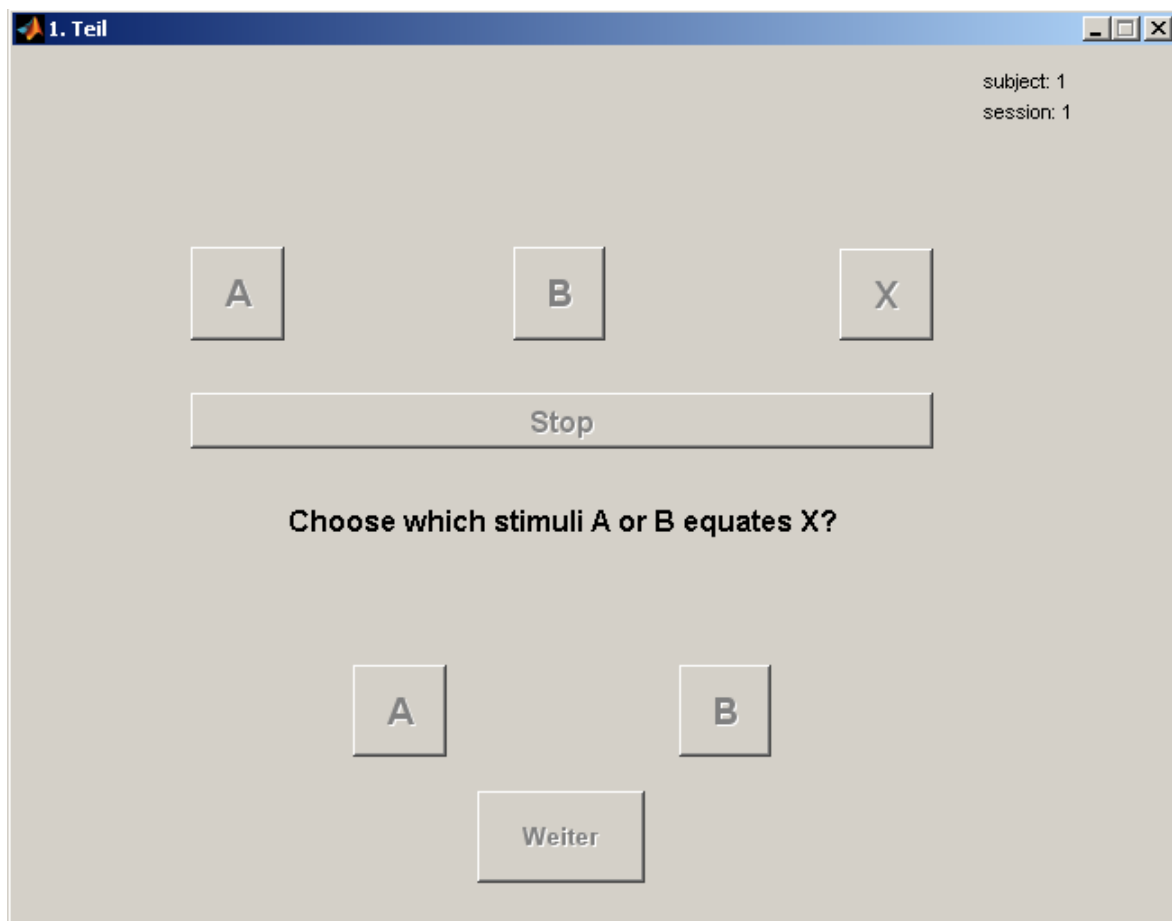 1. Teil
subject: 1
session: 1
A B X
Stop
Choose which stimuli A or B equates X?
A B
Weiter